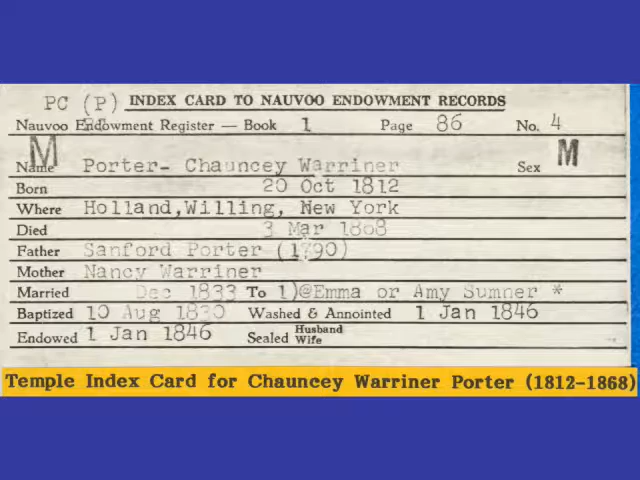 PC (P) INDEX CARD TO NAUVOO ENDOWMENT RECORDS
Nauvoo Endowment Register — Book 1 Page 86 No. 4
M
Name Porter- Chauncey Warriner Sex M
Born 20 Oct 1812
Where Holland,Willing, New York
Died 3 Mar 1868
Father Sanford Porter (1790)
Mother Nancy Warriner
Married Dec 1833 To 1)@Emma or Amy Sumner *
Baptized 10 Aug 1830 Washed & Annointed 1 Jan 1846
Endowed 1 Jan 1846 Sealed Husband
Wife
Temple Index Card for Chauncey Warriner Porter (1812-1868)